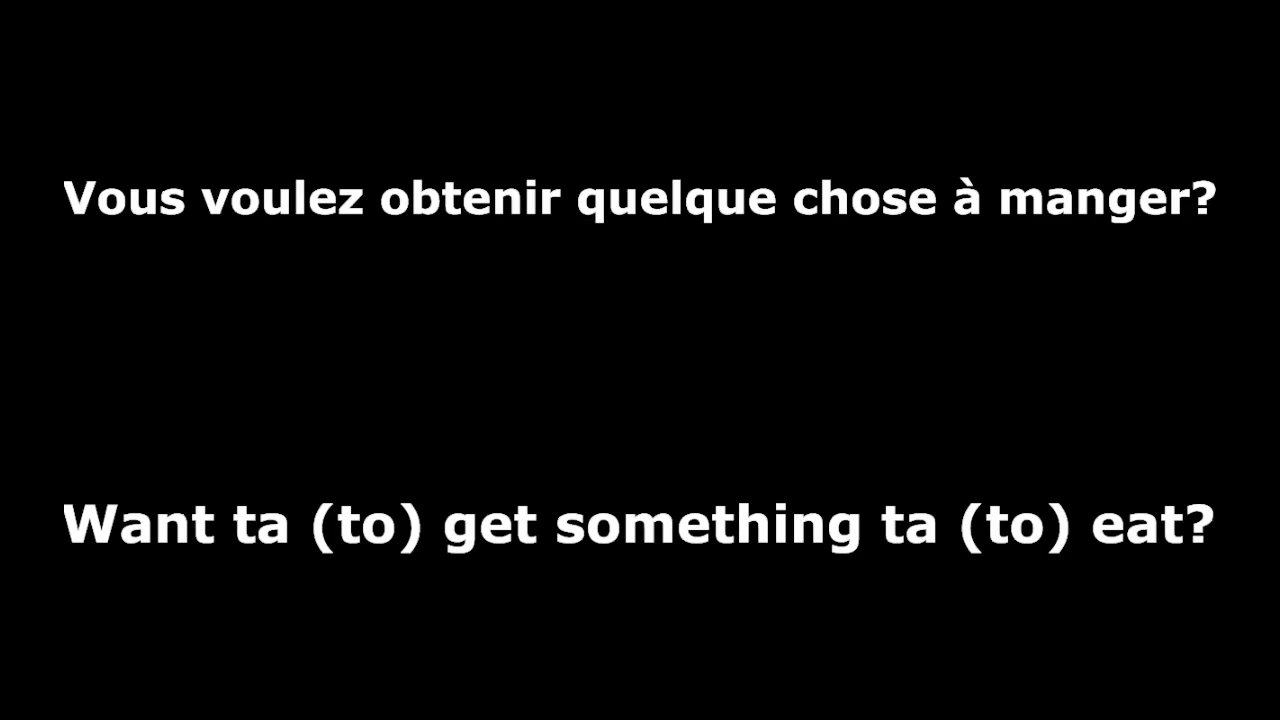 Vous voulez obtenir quelque chose à manger?
Want ta (to) get something ta (to) eat?